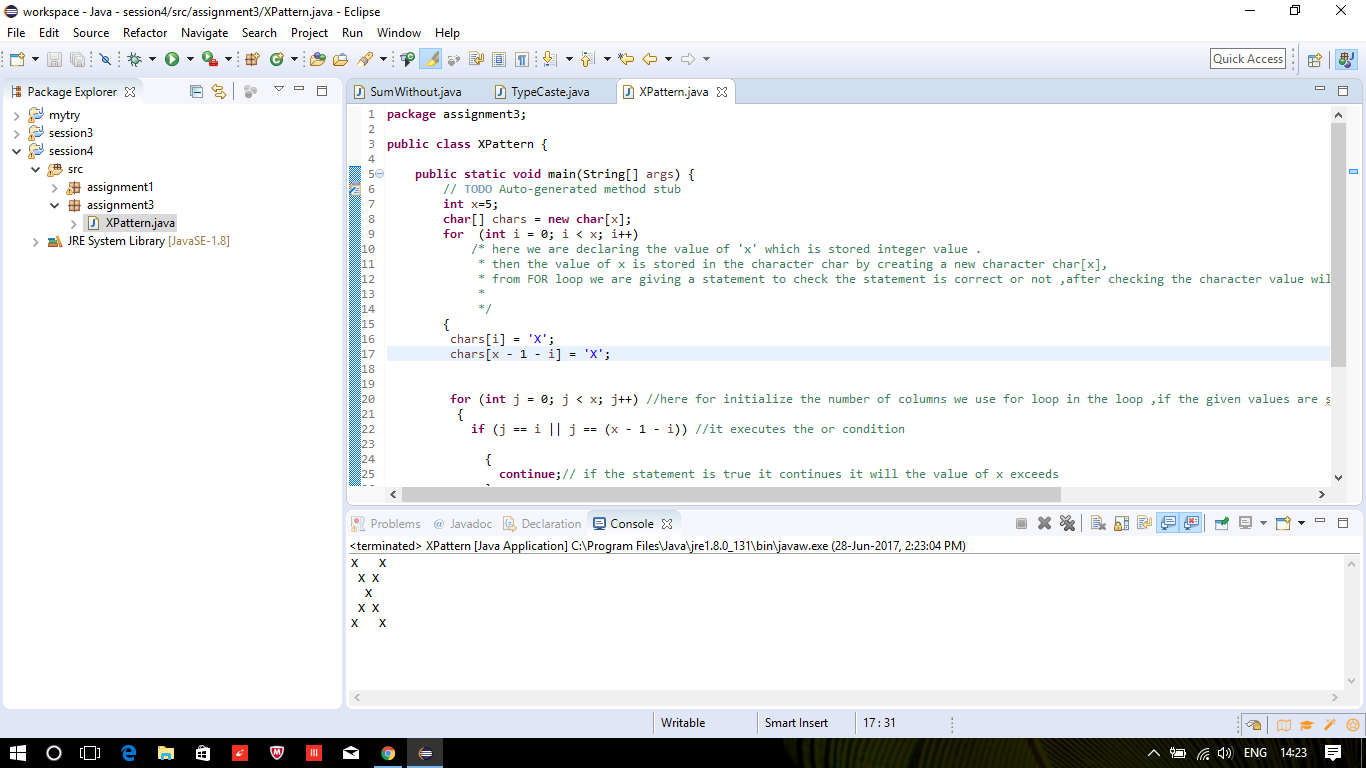 workspace - Java - session4/src/assignment3/XPattern.java - Eclipse
File Edit Source Refactor Navigate Search Project Run Window Help
Quick Access
Package Explorer
mytry
session3
session4
src
assignment1
assignment3
XPattern.java
JRE System Library [JavaSE-1.8]
SumWithout.java TypeCaste.java XPattern.java
1 package assignment3;
2
3 public class XPattern {
4
5 public static void main(String[] args) {
6 // TODO Auto-generated method stub
7 int x=5;
8 char[] chars = new char[x];
9 for (int i = 0; i < x; i++)
10 /* here we are declaring the value of 'x' which is stored integer value .
11 * then the value of x is stored in the character char by creating a new character char[x],
12 * from FOR loop we are giving a statement to check the statement is correct or not ,after checking the character value wil
13 *
14 */
15 {
16 chars[i] = 'X';
17 chars[x - 1 - i] = 'X';
18
19
20 for (int j = 0; j < x; j++) //here for initialize the number of columns we use for loop in the loop ,if the given values are s
21 {
22 if (j == i || j == (x - 1 - i)) //it executes the or condition
23
24 {
25 continue;// if the statement is true it continues it will the value of x exceeds
Problems @ Javadoc Declaration Console
<terminated> XPattern [Java Application] C:\Program Files\Java\jre1.8.0_131\bin\javaw.exe (28-Jun-2017, 2:23:04 PM)
X   X
 X X
  X
 X X
X   X
Writable Smart Insert 17 : 31
ENG 14:23